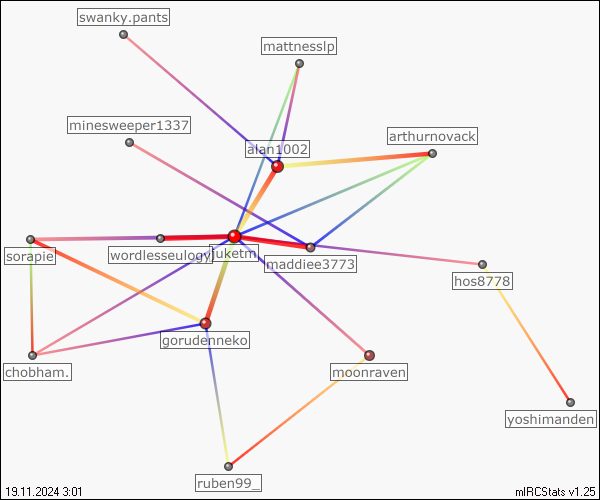 swanky.pants
mattnesslp
minesweeper1337
arthurnovack
alan1002
sorapie
wordlesseulogy
juketm
maddiee3773
hos8778
gorudenneko
chobham.
moonraven
yoshimanden
ruben99_
19.11.2024 3:01
mIRCStats v1.25